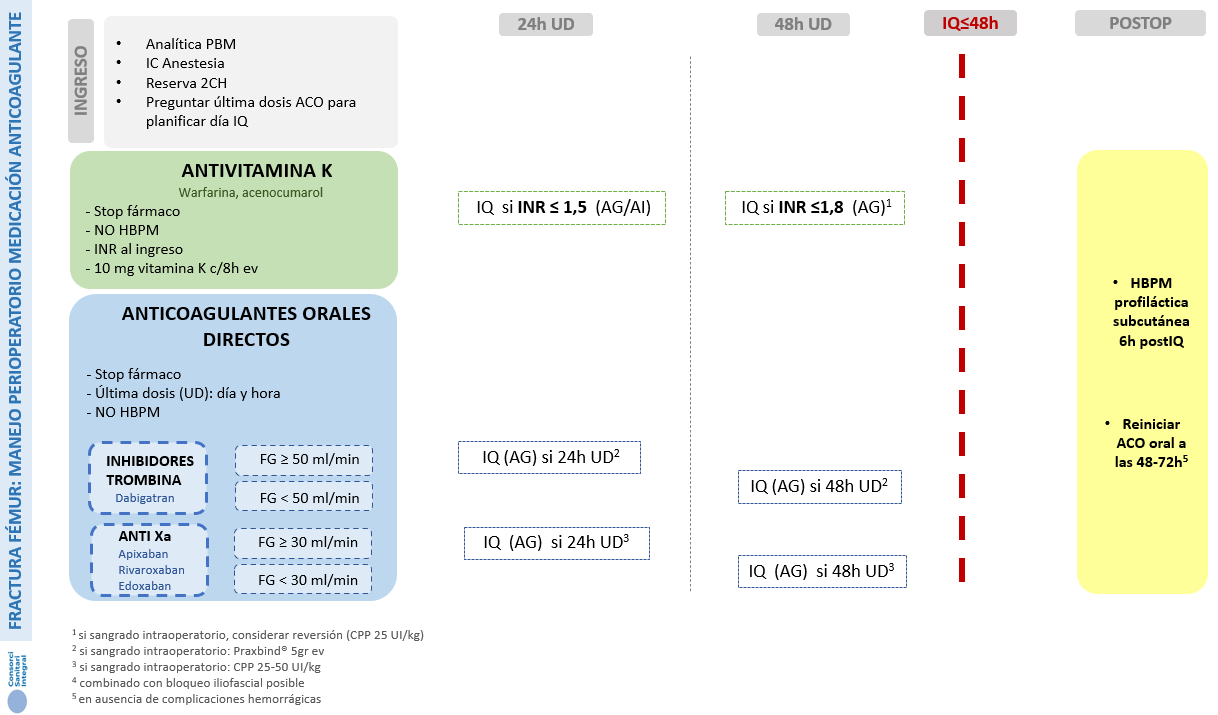 FRACTURA FÉMUR: MANEJO PERIOPERATORIO MEDICACIÓN ANTICOAGULANTE
INGRESO
• Analítica PBM
• IC Anestesia
• Reserva 2CH
• Preguntar última dosis ACO para
planificar día IQ
24h UD
48h UD
IQ≤48h
POSTOP
ANTIVITAMINA K
Warfarina, acenocumarol
- Stop fármaco
- NO HBPM
- INR al ingreso
- 10 mg vitamina K c/8h ev
IQ si INR ≤ 1,5 (AG/AI)
IQ si INR ≤1,8 (AG)¹
ANTICOAGULANTES ORALES
DIRECTOS
- Stop fármaco
- Última dosis (UD): día y hora
- NO HBPM
INHIBIDORES
TROMBINA
Dabigatran
FG ≥ 50 ml/min
FG < 50 ml/min
IQ (AG) si 24h UD²
IQ (AG) si 48h UD²
ANTI Xa
Apixaban
Rivaroxaban
Edoxaban
FG ≥ 30 ml/min
FG < 30 ml/min
IQ (AG) si 24h UD³
IQ (AG) si 48h UD³
• HBPM
profiláctica
subcutánea
6h postIQ
• Reiniciar
ACO oral a
las 48-72h⁵
¹ si sangrado intraoperatorio, considerar reversión (CPP 25 UI/kg)
² si sangrado intraoperatorio: Praxbind® 5gr ev
³ si sangrado intraoperatorio: CPP 25-50 UI/kg
⁴ combinado con bloqueo iliofascial posible
⁵ en ausencia de complicaciones hemorrágicas
Consorci
Sanitari
Integral